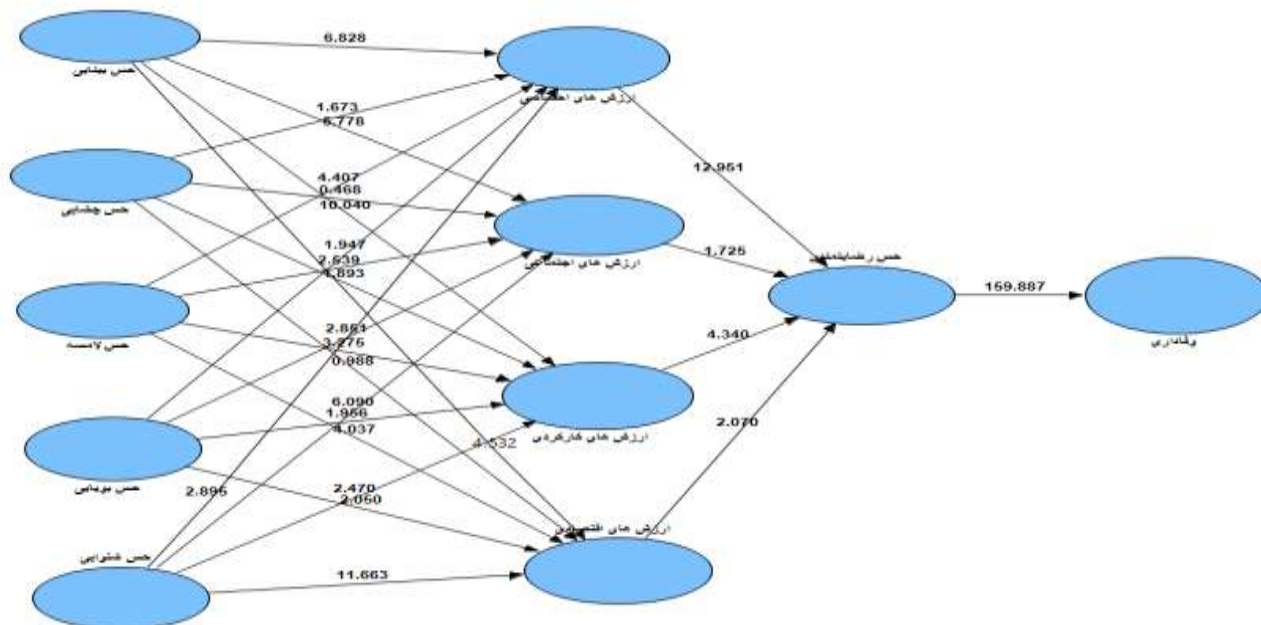 6.828
حس بینایی
ارزش های احساسی
1.673
6.778
12.951
4.407
0.468
10.040
حس چشایی
1.947
2.639
1.893
ارزش های اجتماعی
1.725
حس رضایتمندی
159.887
حس لامسه
2.881
3.275
0.988
4.340
وفاداری
6.090
1.956
4.037
4.532
ارزش های کارکردی
2.070
حس بویایی
2.895
2.470
2.050
ارزش های اقتصادی
حس شنوایی
11.663